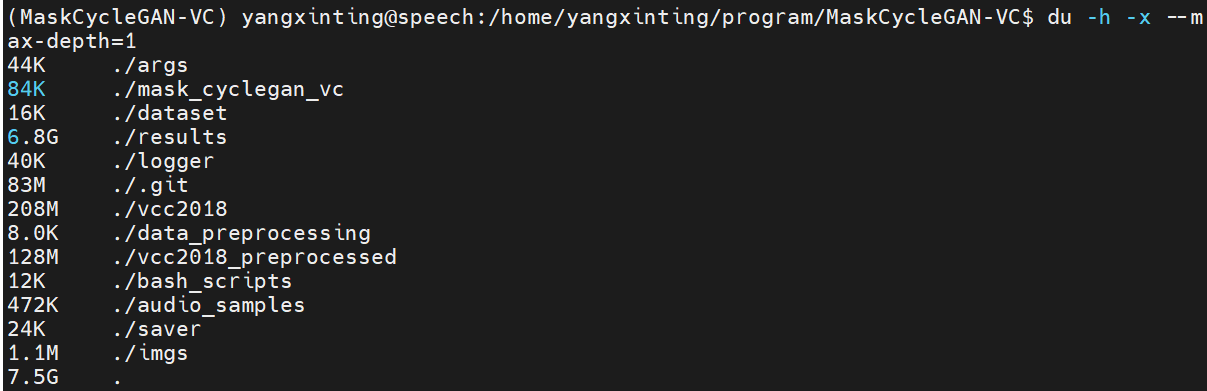 (MaskCycleGAN-VC) yangxinting@speech:/home/yangxinting/program/MaskCycleGAN-VC$ du -h -x --m
ax-depth=1
44K ./args
84K ./mask_cyclegan_vc
16K ./dataset
6.8G ./results
40K ./logger
83M ./.git
208M ./vcc2018
8.0K ./data_preprocessing
128M ./vcc2018_preprocessed
12K ./bash_scripts
472K ./audio_samples
24K ./saver
1.1M ./imgs
7.5G .